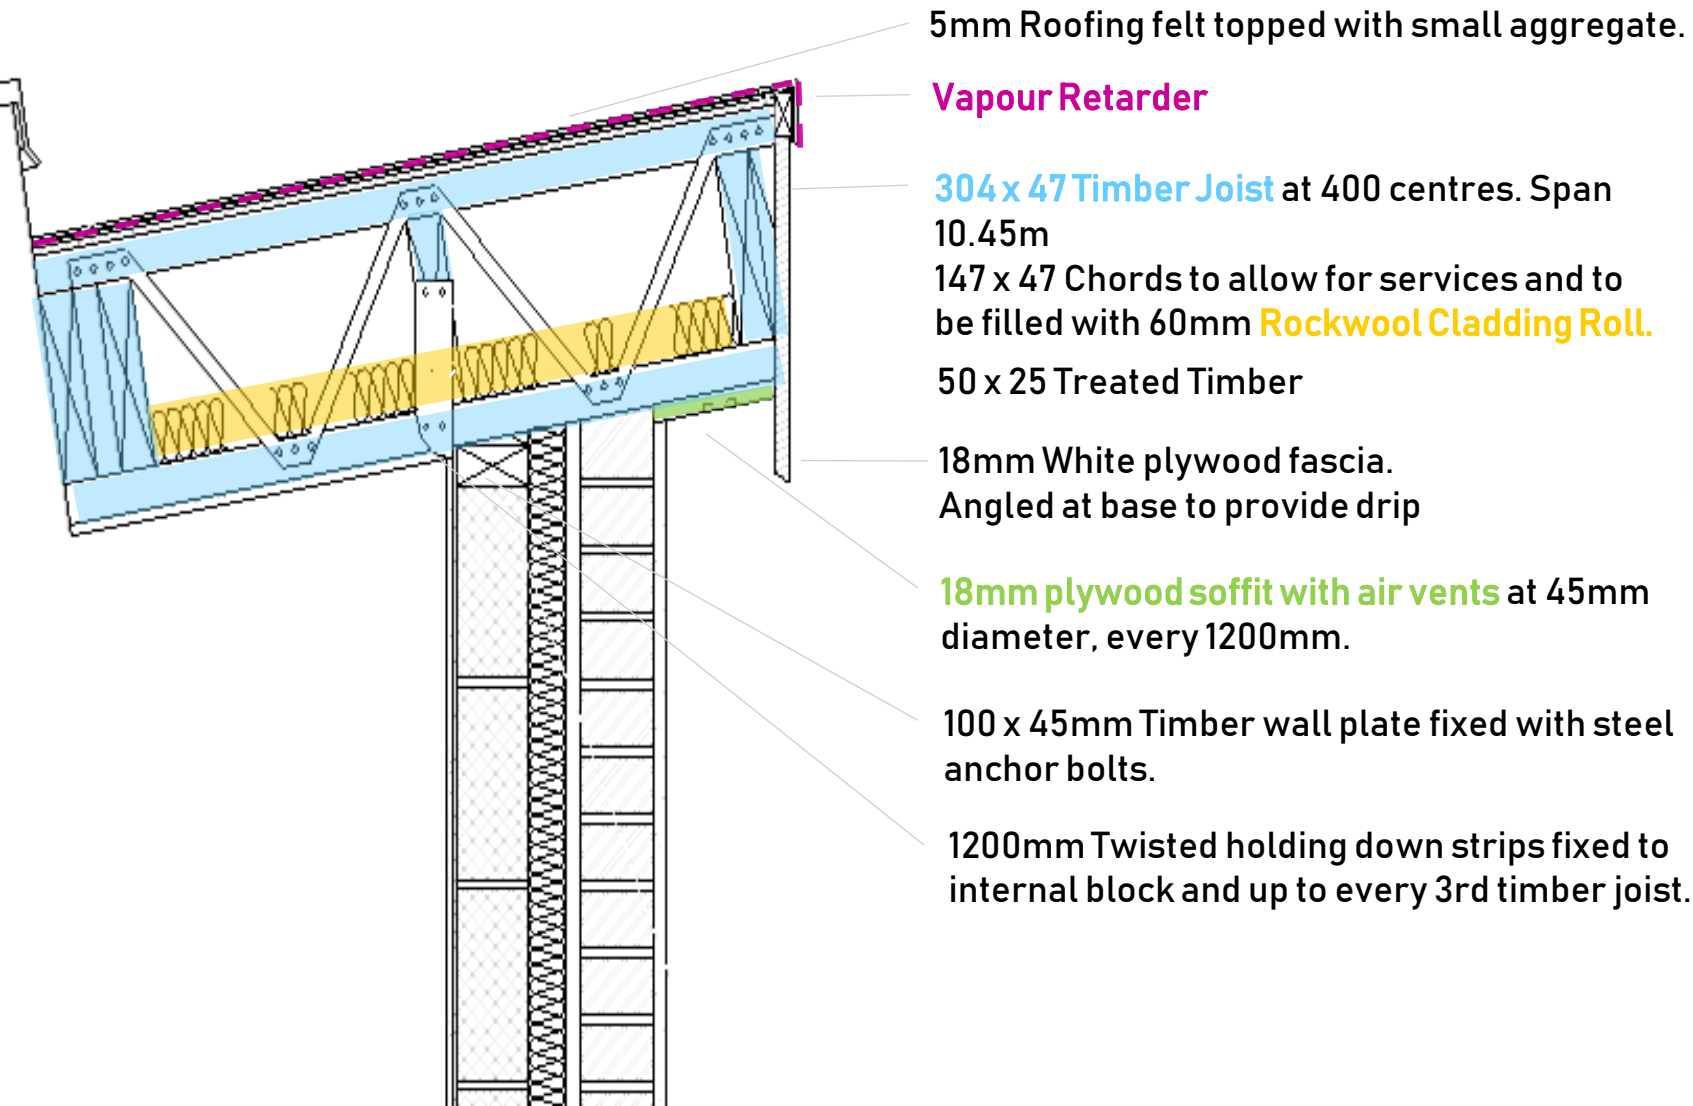 5mm Roofing felt topped with small aggregate.
Vapour Retarder
304 x 47 Timber Joist at 400 centres. Span
10.45m
147 x 47 Chords to allow for services and to
be filled with 60mm Rockwool Cladding Roll.
50 x 25 Treated Timber
18mm White plywood fascia.
Angled at base to provide drip
18mm plywood soffit with air vents at 45mm
diameter, every 1200mm.
100 x 45mm Timber wall plate fixed with steel
anchor bolts.
1200mm Twisted holding down strips fixed to
internal block and up to every 3rd timber joist.